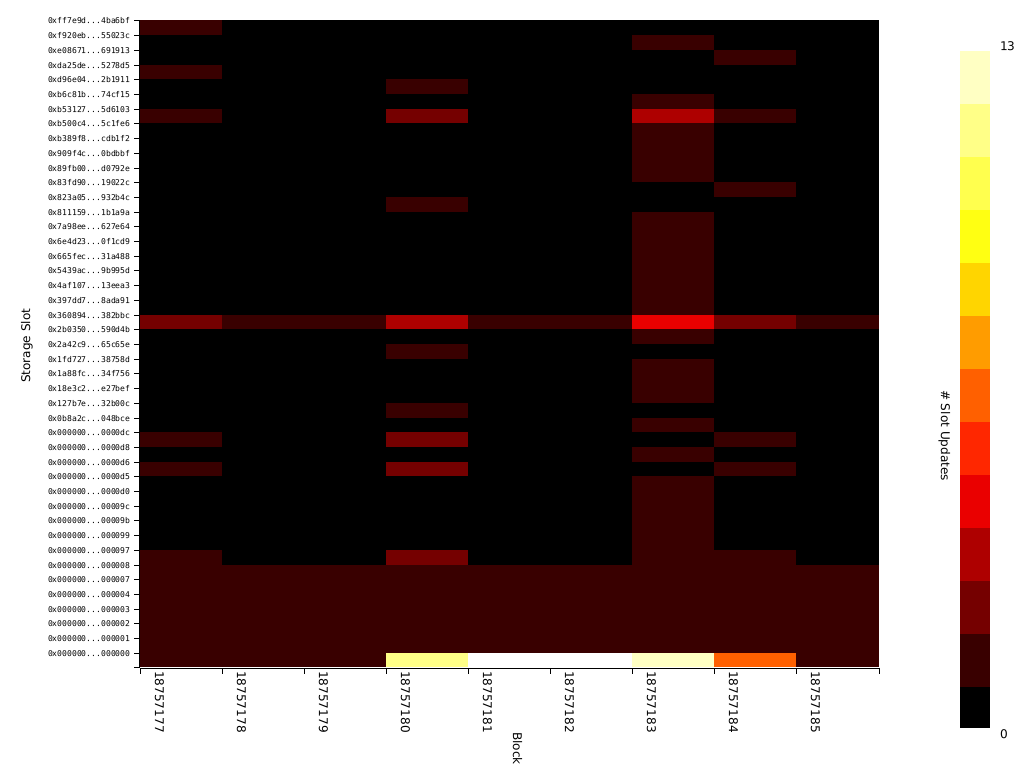 0xff7e9d...4ba6bf
0xf920eb...55023c
0xe08671...691913
0xda25de...5278d5
0xd96e04...2b1911
0xb6c81b...74cf15
0xb53127...5d6103
0xb500c4...5c1fe6
0xb389f8...cdb1f2
0x909f4c...0bdbbf
0x89fb00...d0792e
0x83fd90...19022c
0x823a05...932b4c
0x811159...1b1a9a
0x7a98ee...627e64
0x6e4d23...0f1cd9
0x665fec...31a488
0x5439ac...9b995d
0x4af107...13eea3
0x397dd7...8ada91
0x360894...382bbc
0x2b0350...590d4b
0x2a42c9...65c65e
0x1fd727...38758d
0x1a88fc...34f756
0x18e3c2...e27bef
0x127b7e...32b00c
0x0b8a2c...048bce
0x000000...0000dc
0x000000...0000d8
0x000000...0000d6
0x000000...0000d5
0x000000...0000d0
0x000000...00009c
0x000000...00009b
0x000000...000099
0x000000...000097
0x000000...000008
0x000000...000007
0x000000...000004
0x000000...000003
0x000000...000002
0x000000...000001
0x000000...000000
Storage Slot
18757177
18757178
18757179
18757180
18757181
18757182
18757183
18757184
18757185
Block
13
# Slot Updates
0